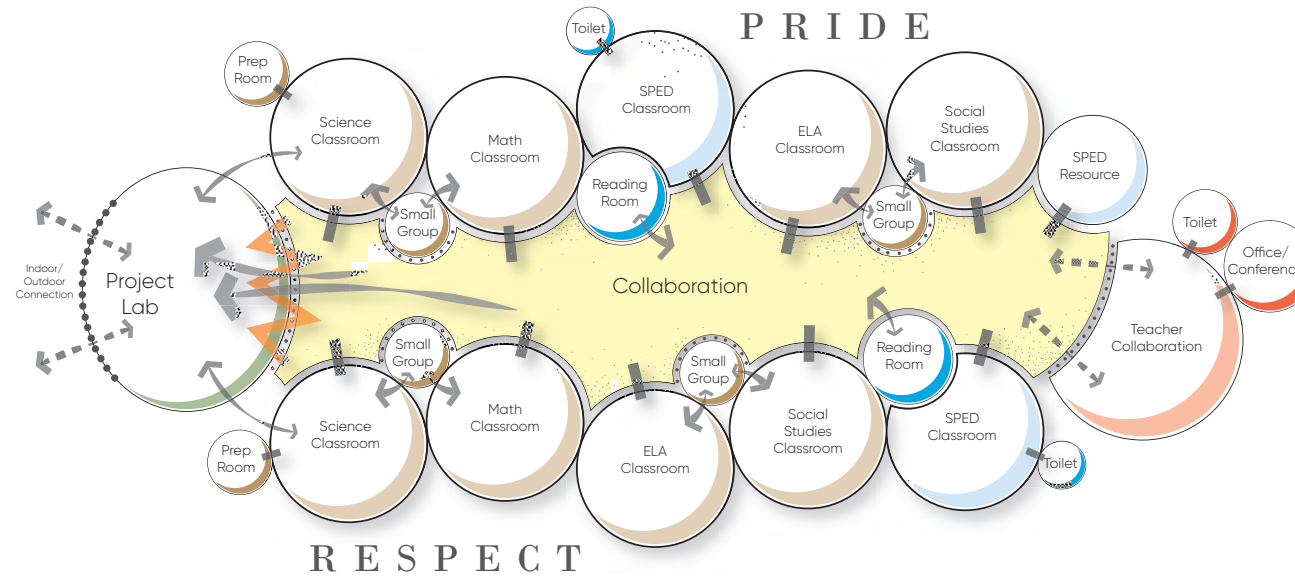 PRIDE
Toilet
Prep
Room
SPED
Classroom
Science
Classroom
Math
Classroom
ELA
Classroom
Social
Studies
Classroom
SPED
Resource
Reading
Room
Small
Group
Small
Group
Toilet
Office/
Conferenc
Indoor/
Outdoor
Connection
Project
Lab
Collaboration
Teacher
Collaboration
Small
Group
Small
Group
Reading
Room
Science
Classroom
Math
Classroom
ELA
Classroom
Social
Studies
Classroom
SPED
Classroom
Prep
Room
Toilet
RESPECT